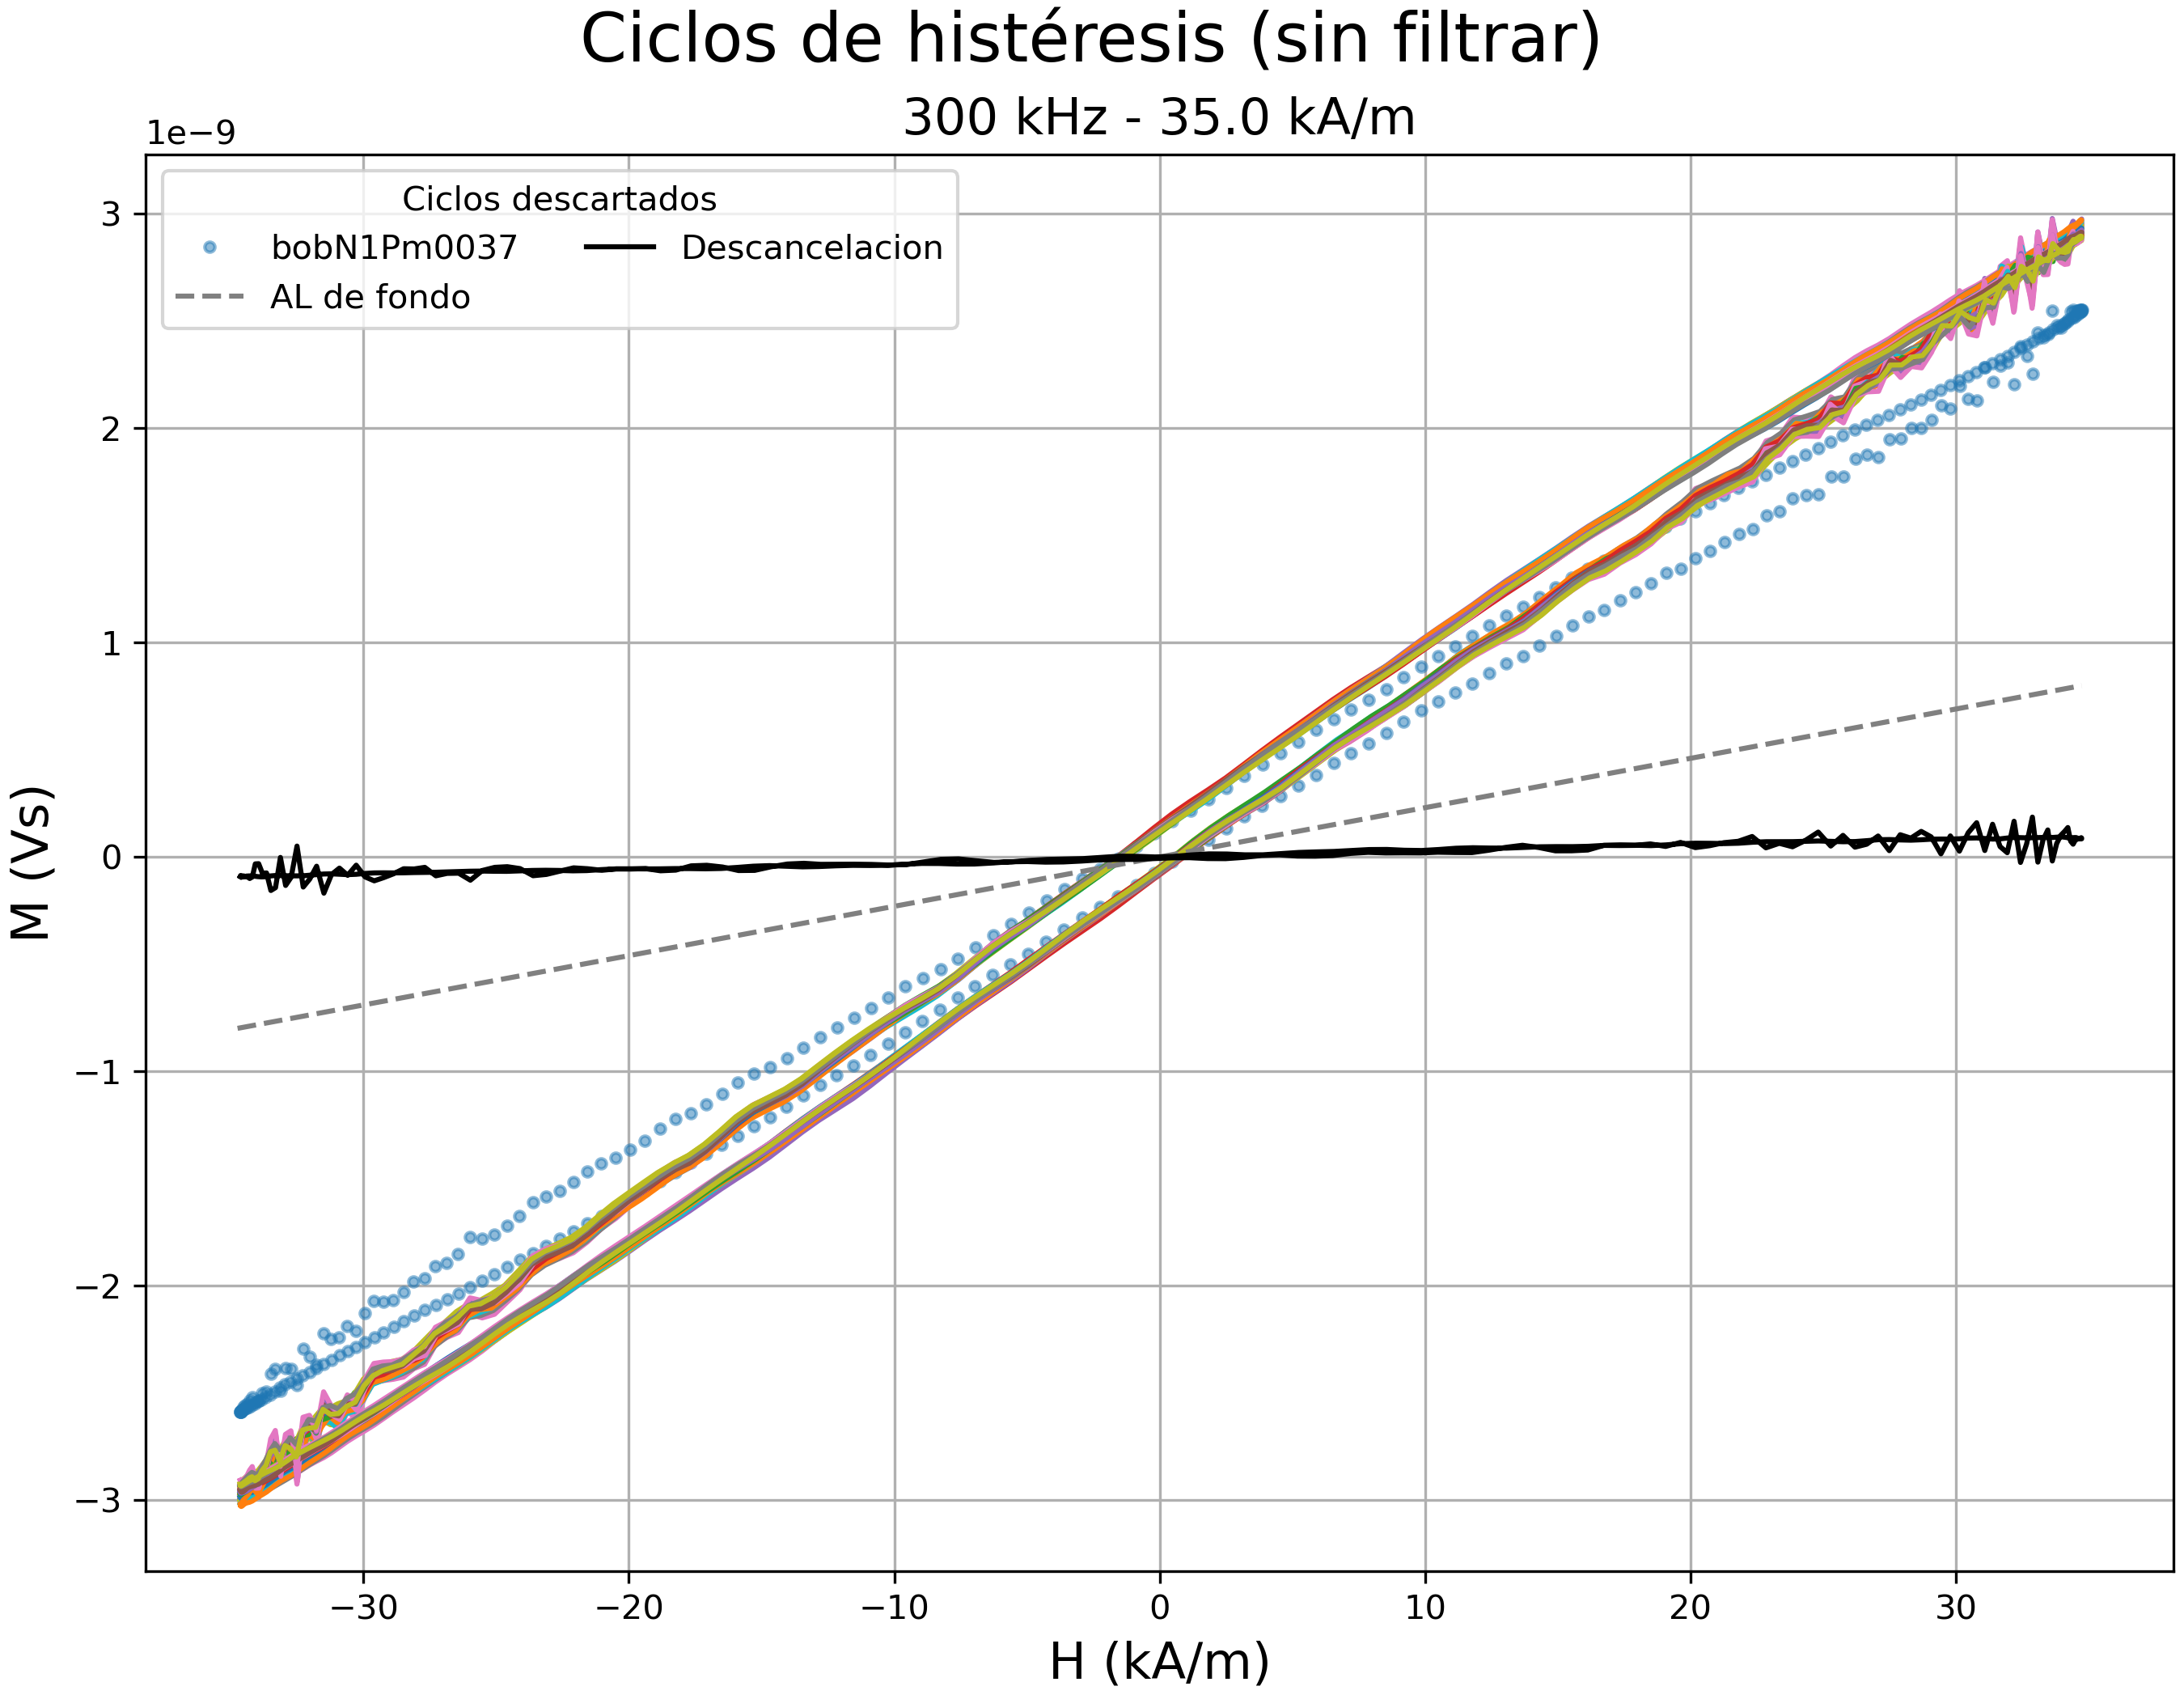 Ciclos de histéresis (sin filtrar)
300 kHz - 35.0 kA/m
1e−9
Ciclos descartados
bobN1Pm0037
Descancelacion
AL de fondo
3
2
1
0
−1
−2
−3
M (Vs)
−30
−20
−10
0
10
20
30
H (kA/m)